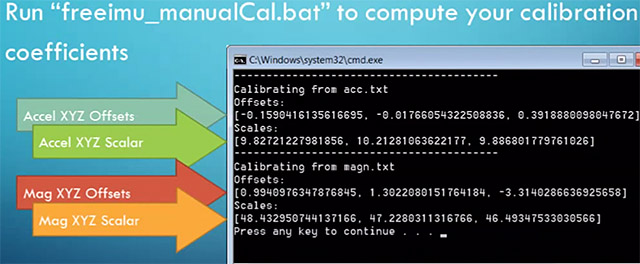 Run “freeimu_manualCal.bat” to compute your calibration
coefficients
C:\Windows\system32\cmd.exe
Accel XYZ Offsets
Accel XYZ Scalar
Mag XYZ Offsets
Mag XYZ Scalar
----------------------------------------
Calibrating from acc.txt
Offsets:
[-0.1590416135616695, -0.01766054322508836, 0.3918880098047672]
Scales:
[9.82721227981856, 10.21281063622177, 9.886801779761026]
----------------------------------------
Calibrating from magn.txt
Offsets:
[0.9940976347876845, 1.3022080151764184, -3.3140286636925658]
Scales:
[48.432950744137166, 47.2280311316766, 46.49347533030566]
Press any key to continue . . .